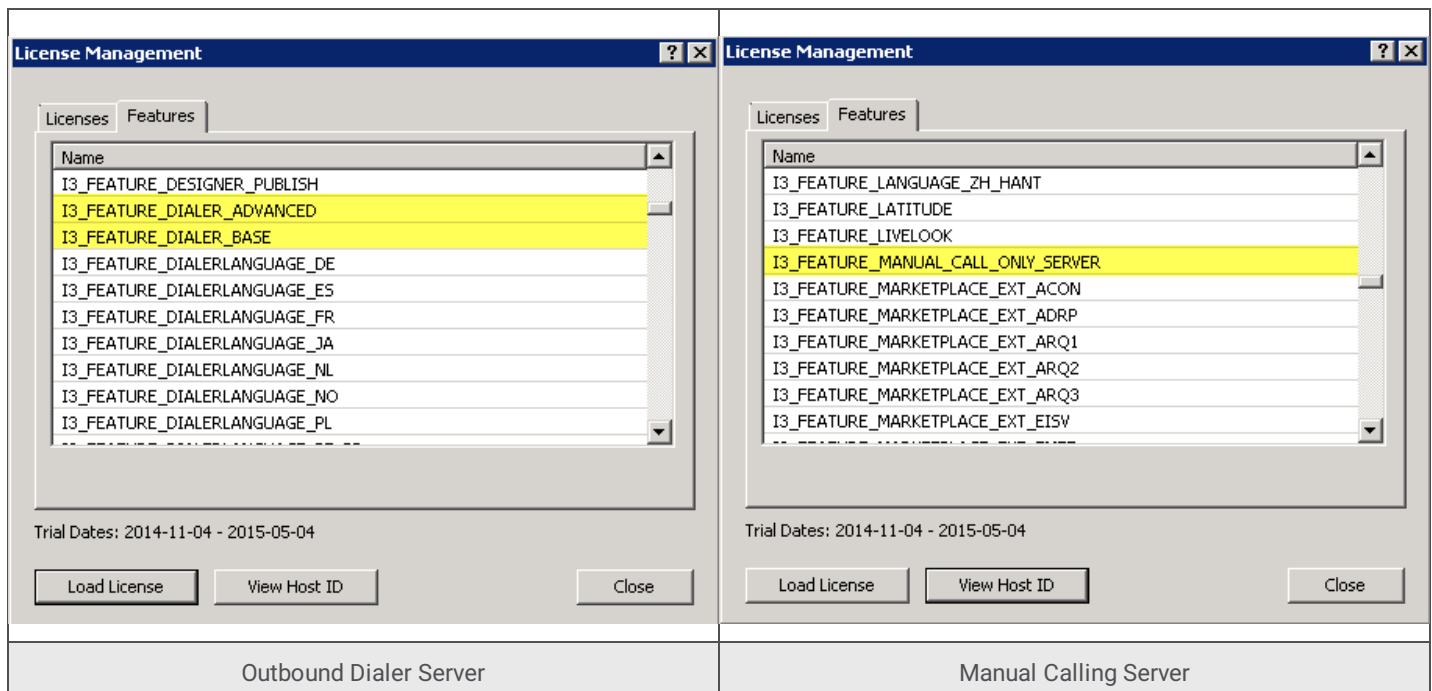 License Management
Licenses Features
Name
I3_FEATURE_DESIGNER_PUBLISH
I3_FEATURE_DIALER_ADVANCED
I3_FEATURE_DIALER_BASE
I3_FEATURE_DIALERLANGUAGE_DE
I3_FEATURE_DIALERLANGUAGE_ES
I3_FEATURE_DIALERLANGUAGE_FR
I3_FEATURE_DIALERLANGUAGE_JA
I3_FEATURE_DIALERLANGUAGE_NL
I3_FEATURE_DIALERLANGUAGE_NO
I3_FEATURE_DIALERLANGUAGE_PL
Trial Dates: 2014-11-04 - 2015-05-04
Load License View Host ID Close
Outbound Dialer Server
License Management
Licenses Features
Name
I3_FEATURE_LANGUAGE_ZH_HANT
I3_FEATURE_LATITUDE
I3_FEATURE_LIVELOOK
I3_FEATURE_MANUAL_CALL_ONLY_SERVER
I3_FEATURE_MARKETPLACE_EXT_ACON
I3_FEATURE_MARKETPLACE_EXT_ADRP
I3_FEATURE_MARKETPLACE_EXT_ARQ1
I3_FEATURE_MARKETPLACE_EXT_ARQ2
I3_FEATURE_MARKETPLACE_EXT_ARQ3
I3_FEATURE_MARKETPLACE_EXT_EISV
Trial Dates: 2014-11-04 - 2015-05-04
Load License View Host ID Close
Manual Calling Server